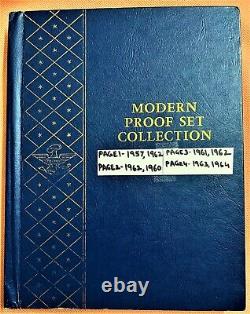 MODERN
PROOF SET
COLLECTION
PAGE1-1957,1962 PAGE3-1961,1962
PAGE2-1962,1960 PAGE4-1963,1964